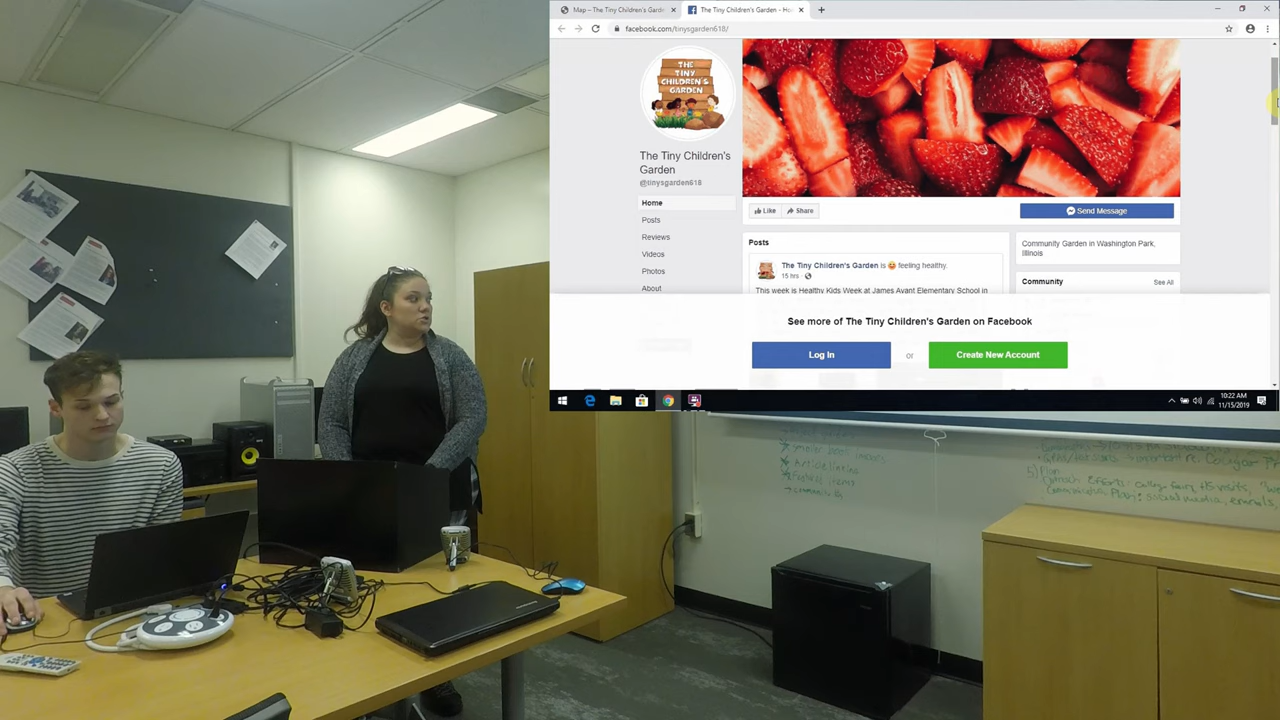 Map – The Tiny Children's Garde
The Tiny Children's Garden - Ho
facebook.com/tinysgarden618/
THE
TINY
CHILDREN'S
GARDEN
The Tiny Children's
Garden
@tinysgarden618
Home
Posts
Reviews
Videos
Photos
About
Like
Share
Send Message
Posts
The Tiny Children's Garden is feeling healthy.
15 hrs
This week is Healthy Kids Week at James Avant Elementary School in
Community Garden in Washington Park,
Illinois
Community
See All
See more of The Tiny Children's Garden on Facebook
Log In
or
Create New Account
10:22 AM
11/15/2019
Article linking
5) Plan